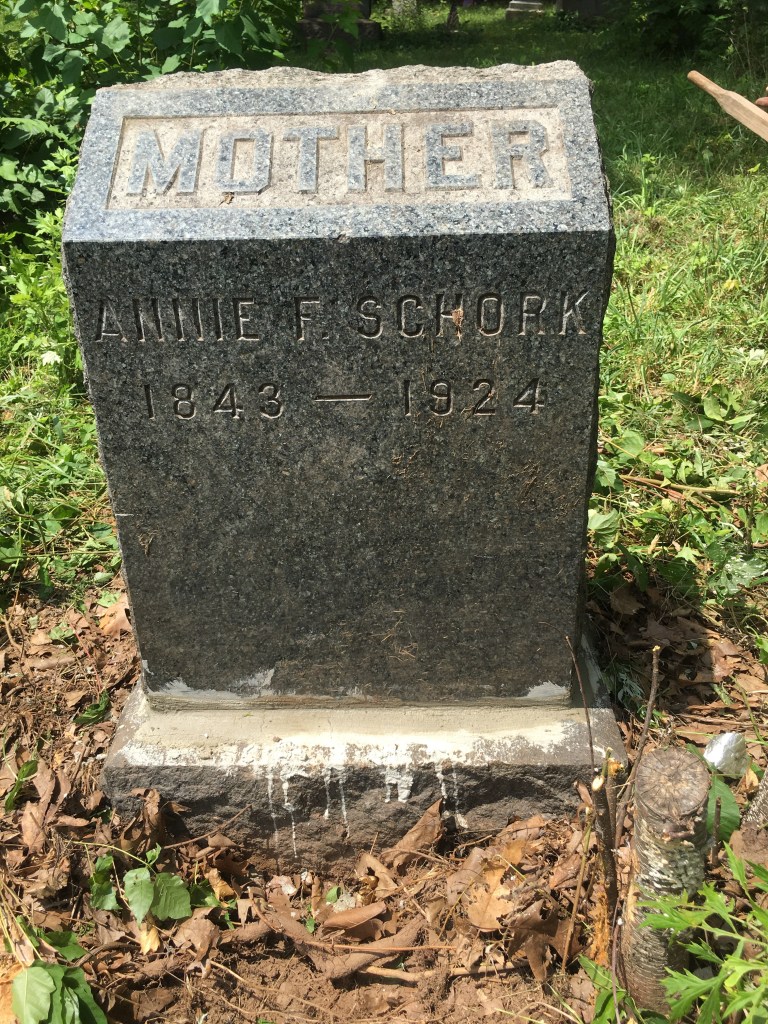 MOTHER
ANNIE F. SCHORK
1843 — 1924